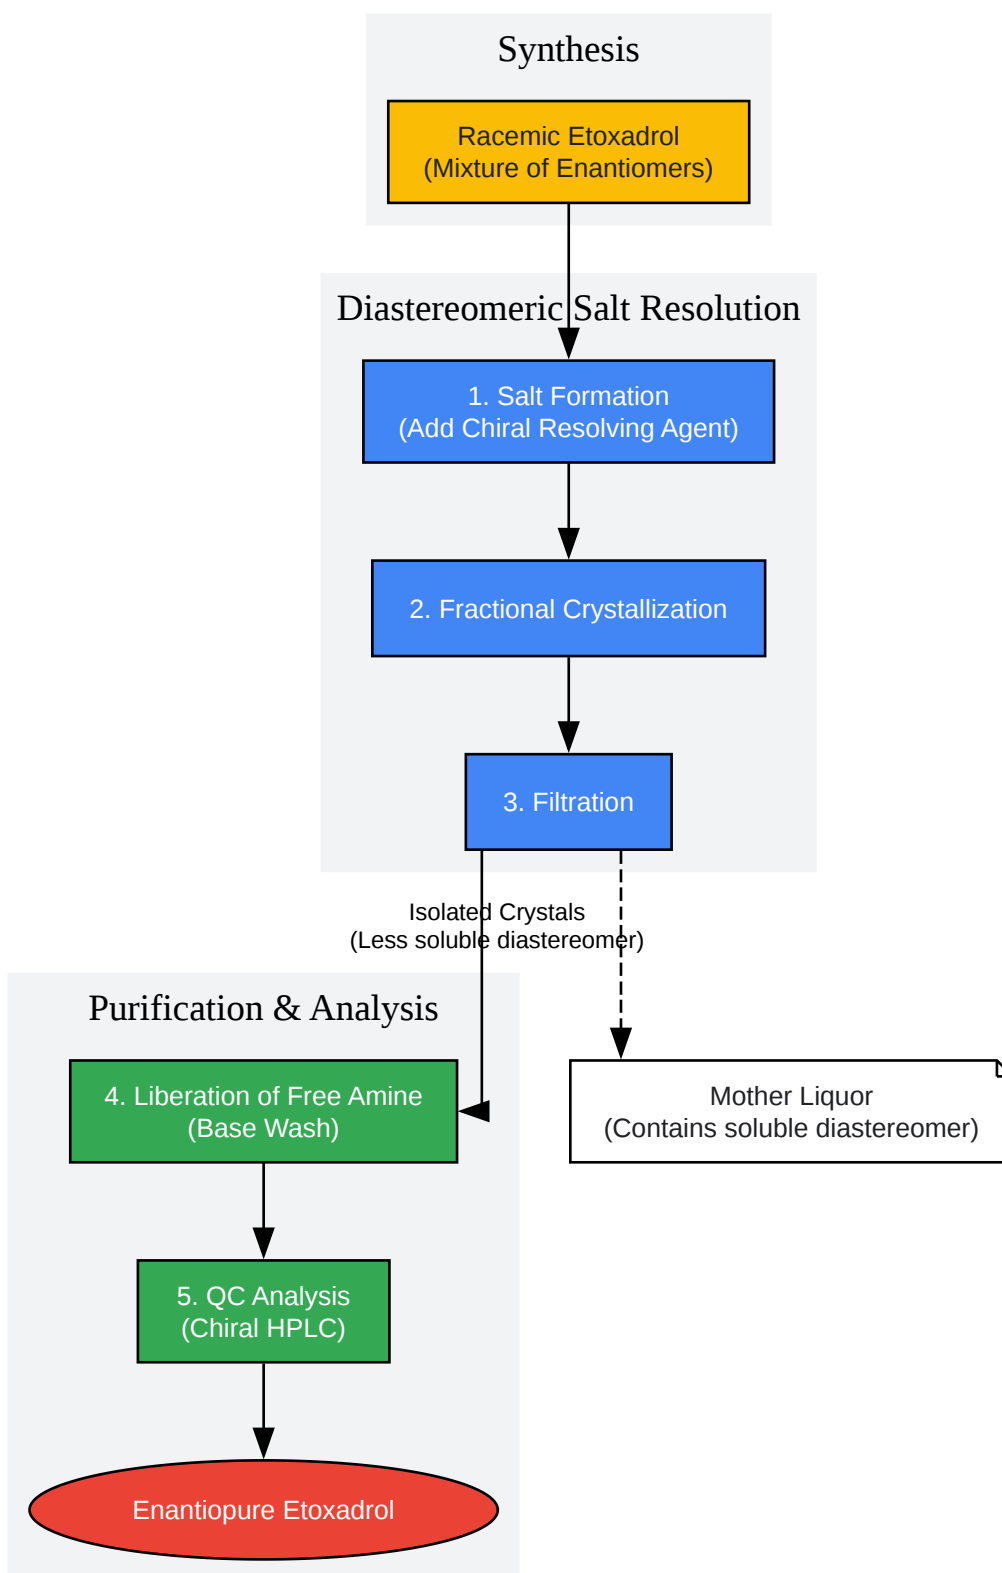 Synthesis
Racemic Etoxadrol
(Mixture of Enantiomers)
Diastereomeric Salt Resolution
1. Salt Formation
(Add Chiral Resolving Agent)
2. Fractional Crystallization
3. Filtration
Isolated Crystals
(Less soluble diastereomer)
Purification & Analysis
4. Liberation of Free Amine
(Base Wash)
Mother Liquor
(Contains soluble diastereomer)
5. QC Analysis
(Chiral HPLC)
Enantiopure Etoxadrol